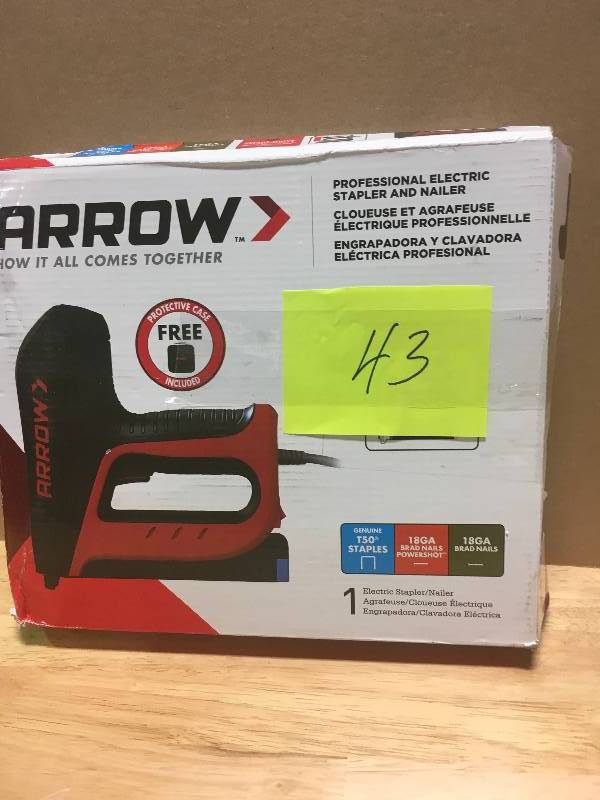 ARROW
TM
HOW IT ALL COMES TOGETHER
PROFESSIONAL ELECTRIC
STAPLER AND NAILER
CLOUEUSE ET AGRAFEUSE
ÉLECTRIQUE PROFESSIONNELLE
ENGRAPADORA Y CLAVADORA
ELÉCTRICA PROFESIONAL
PROTECTIVE CASE
FREE
INCLUDED
43
ARROW
GENUINE
T50®
STAPLES
18GA
BRAD NAILS
POWERSHOT™
18GA
BRAD NAILS
1
Electric Stapler/Nailer
Agrafeuse/Cloueuse Électrique
Engrapadora/Clavadora Eléctrica